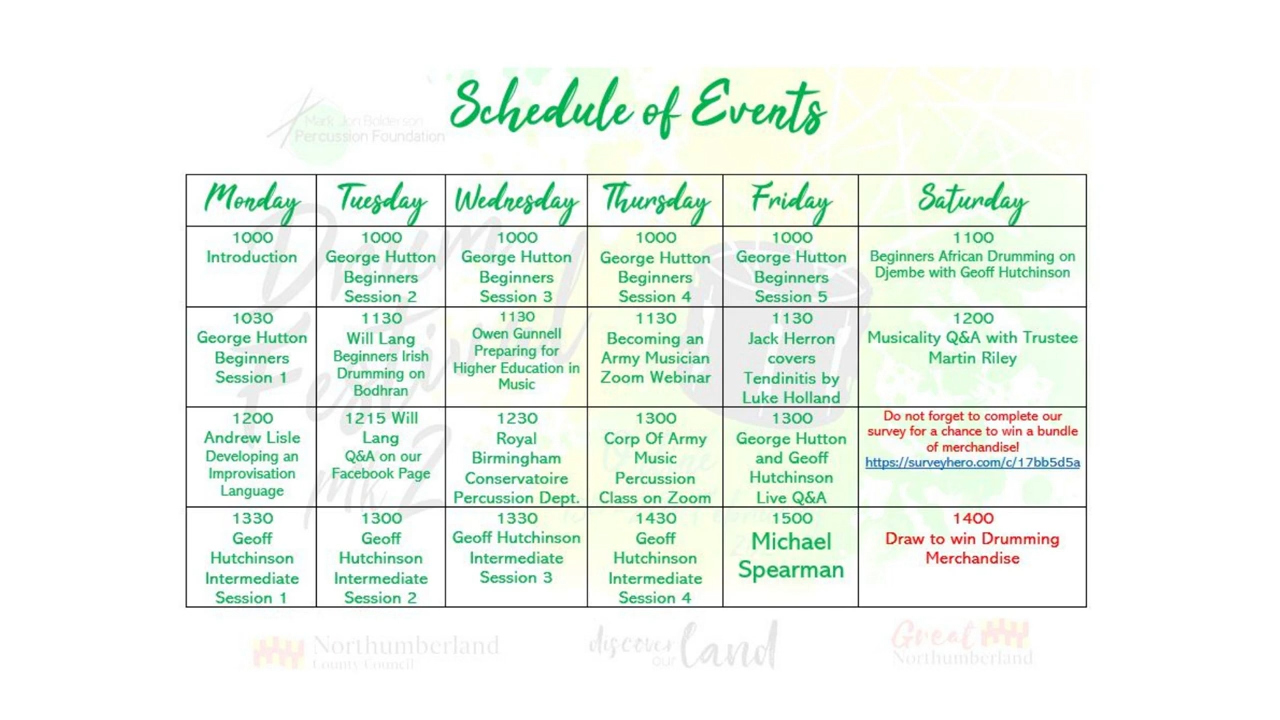 Schedule of Events
Mark Jon Bolderson
Percussion Foundation
Monday
Tuesday
Wednesday
Thursday
Friday
Saturday
1000
Introduction
1000
George Hutton
Beginners
Session 2
1000
George Hutton
Beginners
Session 3
1000
George Hutton
Beginners
Session 4
1000
George Hutton
Beginners
Session 5
1100
Beginners African Drumming on
Djembe with Geoff Hutchinson
1030
George Hutton
Beginners
Session 1
1130
Will Lang
Beginners Irish
Drumming on
Bodhran
1130
Owen Gunnell
Preparing for
Higher Education in
Music
1130
Becoming an
Army Musician
Zoom Webinar
1130
Jack Herron
covers
Tendinitis by
Luke Holland
1200
Musicality Q&A with Trustee
Martin Riley
1200
Andrew Lisle
Developing an
Improvisation
Language
1215 Will
Lang
Q&A on our
Facebook Page
1230
Royal
Birmingham
Conservatoire
Percussion Dept.
1300
Corp Of Army
Music
Percussion
Class on Zoom
1300
George Hutton
and Geoff
Hutchinson
Live Q&A
Do not forget to complete our
survey for a chance to win a bundle
of merchandise!
https://surveyhero.com/c/17bb5d5a
1330
Geoff
Hutchinson
Intermediate
Session 1
1300
Geoff
Hutchinson
Intermediate
Session 2
1330
Geoff Hutchinson
Intermediate
Session 3
1430
Geoff
Hutchinson
Intermediate
Session 4
1500
Michael
Spearman
1400
Draw to win Drumming
Merchandise
Drum
Festival
Mk 2
Northumberland
County Council
discover
our land
Great
Northumberland